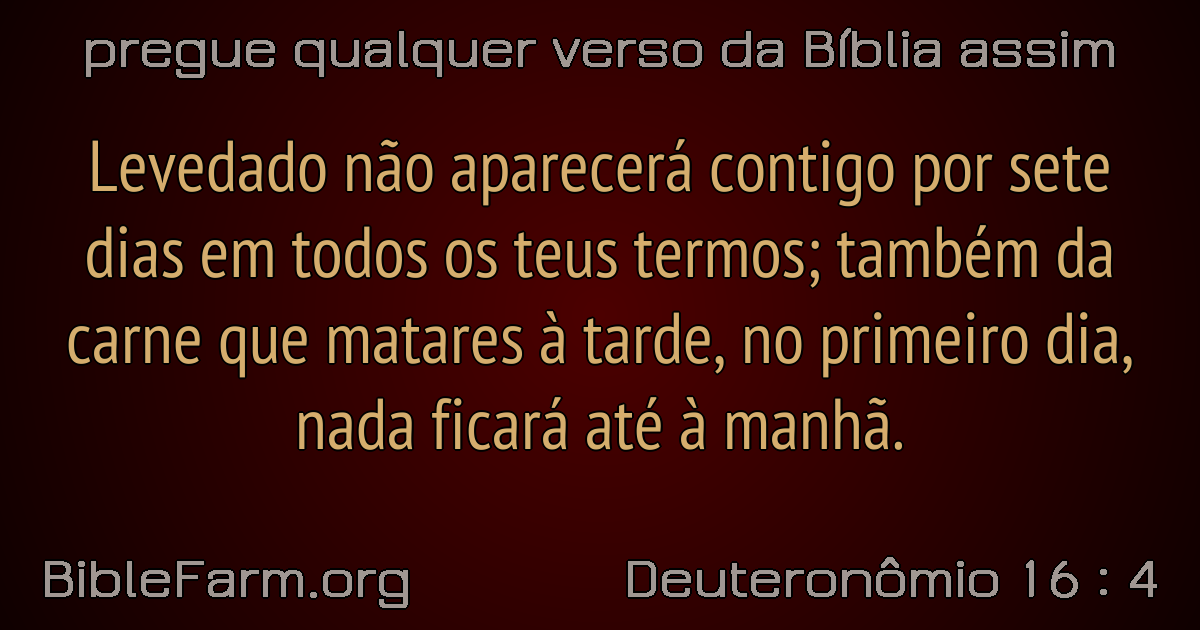 pregue qualquer verso da Bíblia assim
Levedado não aparecerá contigo por sete
dias em todos os teus termos; também da
carne que matares à tarde, no primeiro dia,
nada ficará até à manhã.
BibleFarm.org
Deuteronômio 16 : 4